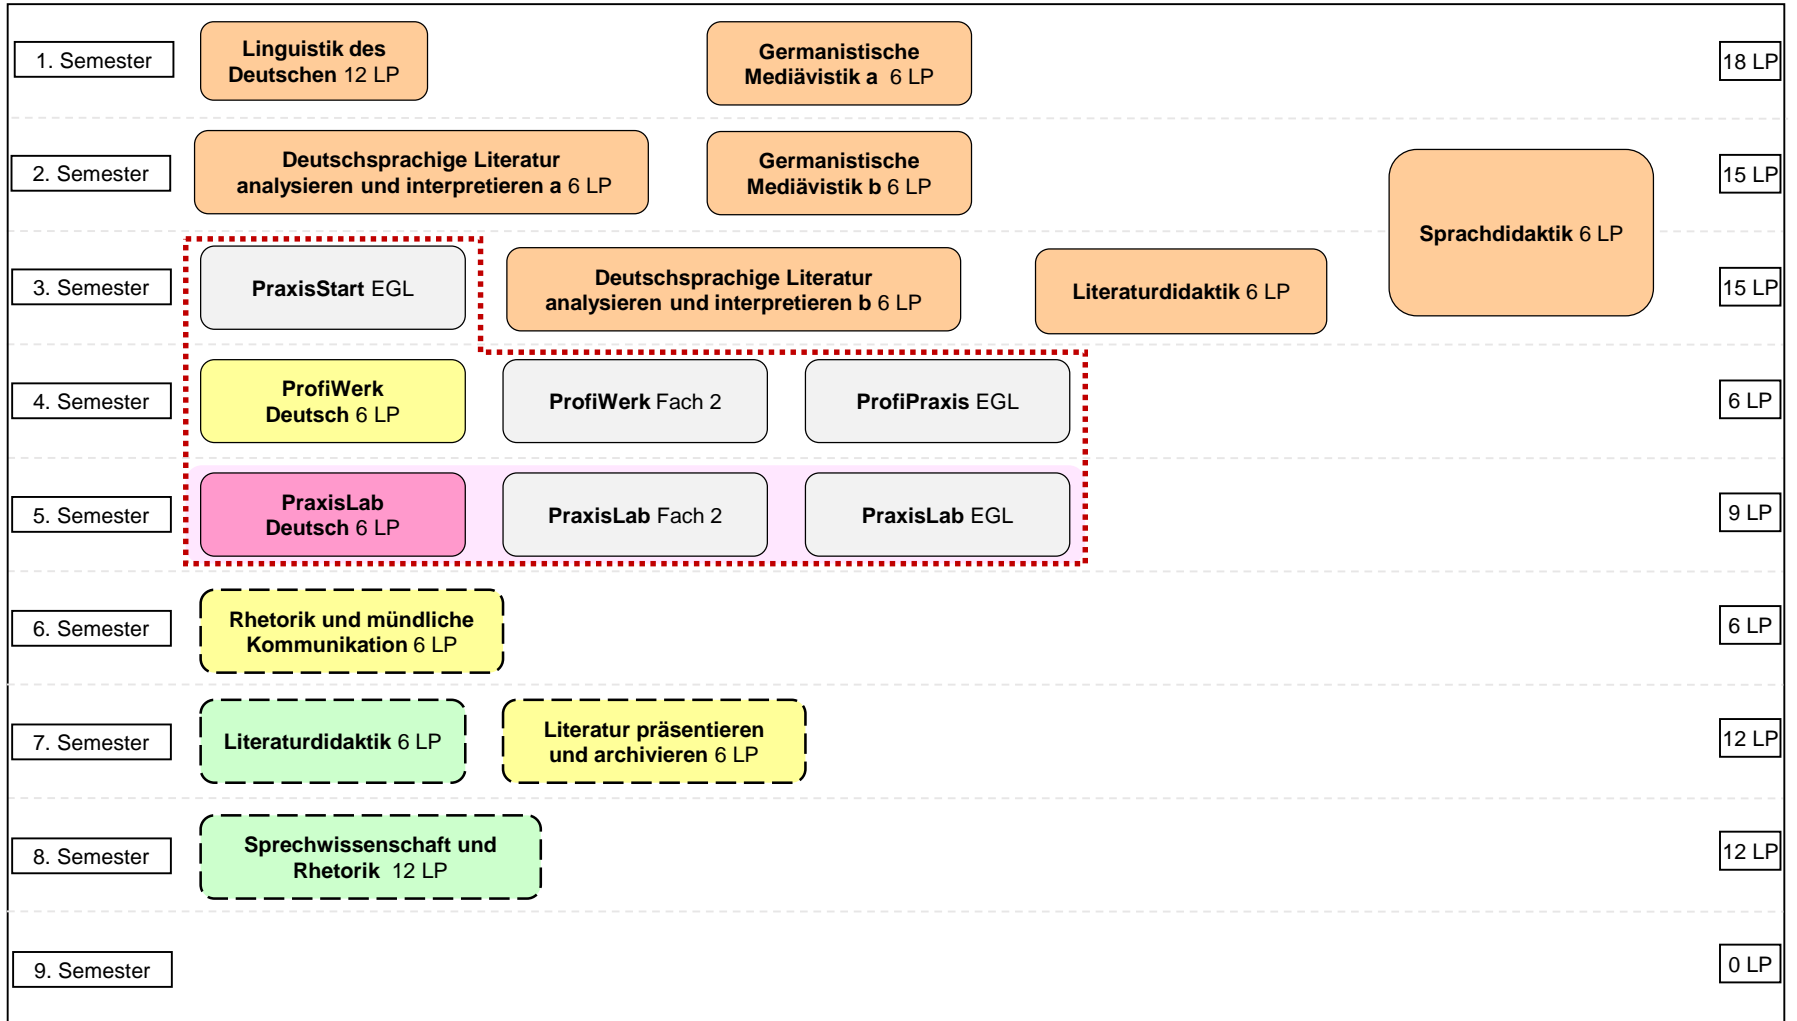 1. Semester
Linguistik des
Deutschen 12 LP
Germanistische
Mediävistik a 6 LP
18 LP
2. Semester
Deutschsprachige Literatur
analysieren und interpretieren a 6 LP
Germanistische
Mediävistik b 6 LP
15 LP
Sprachdidaktik 6 LP
3. Semester
PraxisStart EGL
Deutschsprachige Literatur
analysieren und interpretieren b 6 LP
Literaturdidaktik 6 LP
15 LP
4. Semester
ProfiWerk
Deutsch 6 LP
ProfiWerk Fach 2
ProfiPraxis EGL
6 LP
5. Semester
PraxisLab
Deutsch 6 LP
PraxisLab Fach 2
PraxisLab EGL
9 LP
6. Semester
Rhetorik und mündliche
Kommunikation 6 LP
6 LP
7. Semester
Literaturdidaktik 6 LP
Literatur präsentieren
und archivieren 6 LP
12 LP
8. Semester
Sprechwissenschaft und
Rhetorik 12 LP
12 LP
9. Semester
0 LP